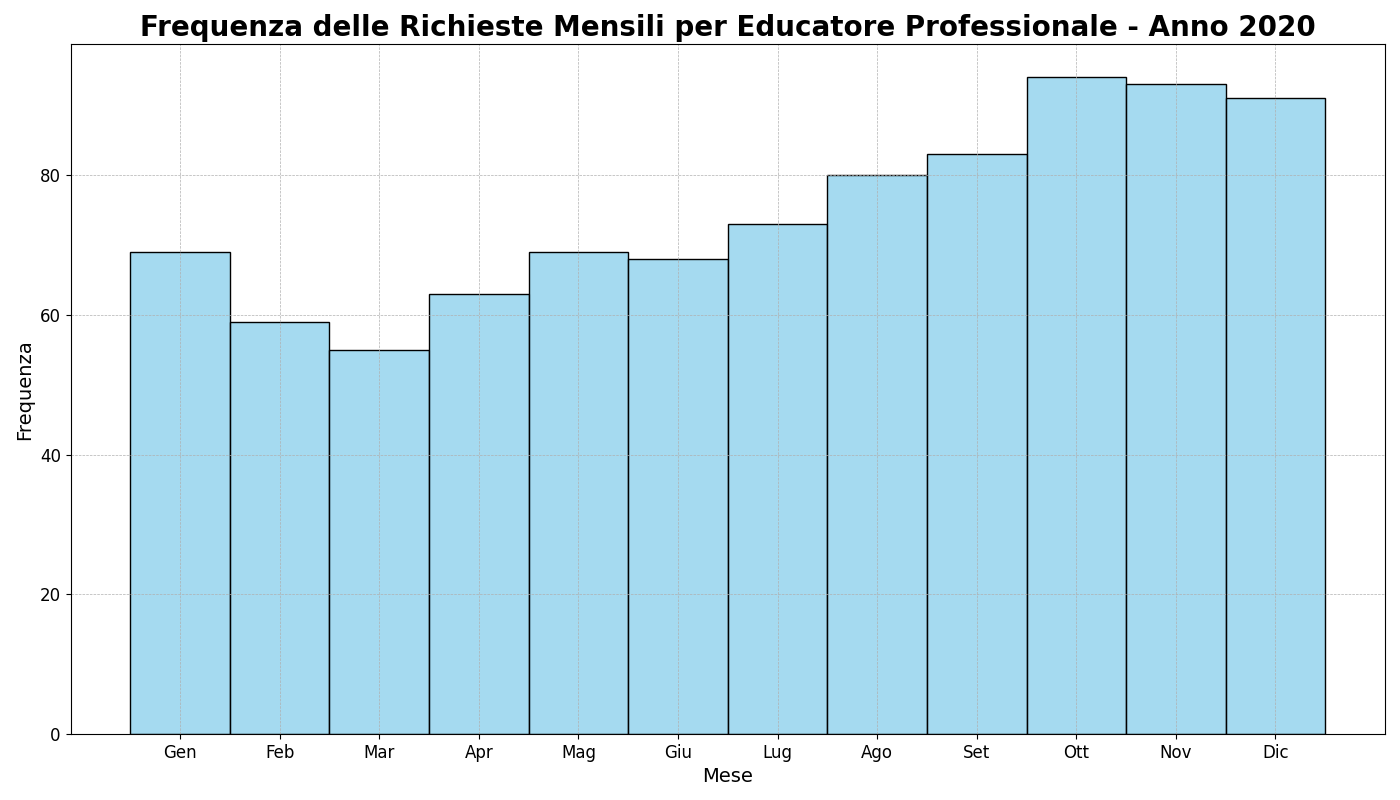 Frequenza delle Richieste Mensili per Educatore Professionale - Anno 2020
Frequenza
80
60
40
20
0
Gen Feb Mar Apr Mag Giu Lug Ago Set Ott Nov Dic
Mese